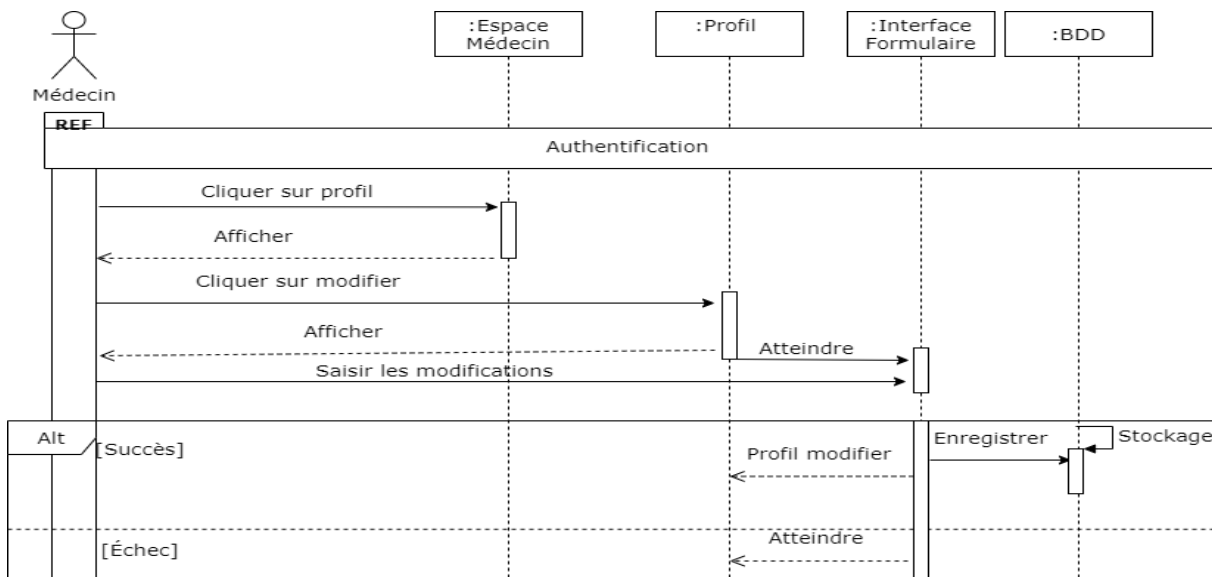 :Espace
Médecin
:Profil
:Interface
Formulaire
:BDD
Médecin
REF
Authentification
Cliquer sur profil
Afficher
Cliquer sur modifier
Afficher
Atteindre
Saisir les modifications
Alt
[Succès]
Enregistrer
Stockage
Profil modifier
Atteindre
[Échec]